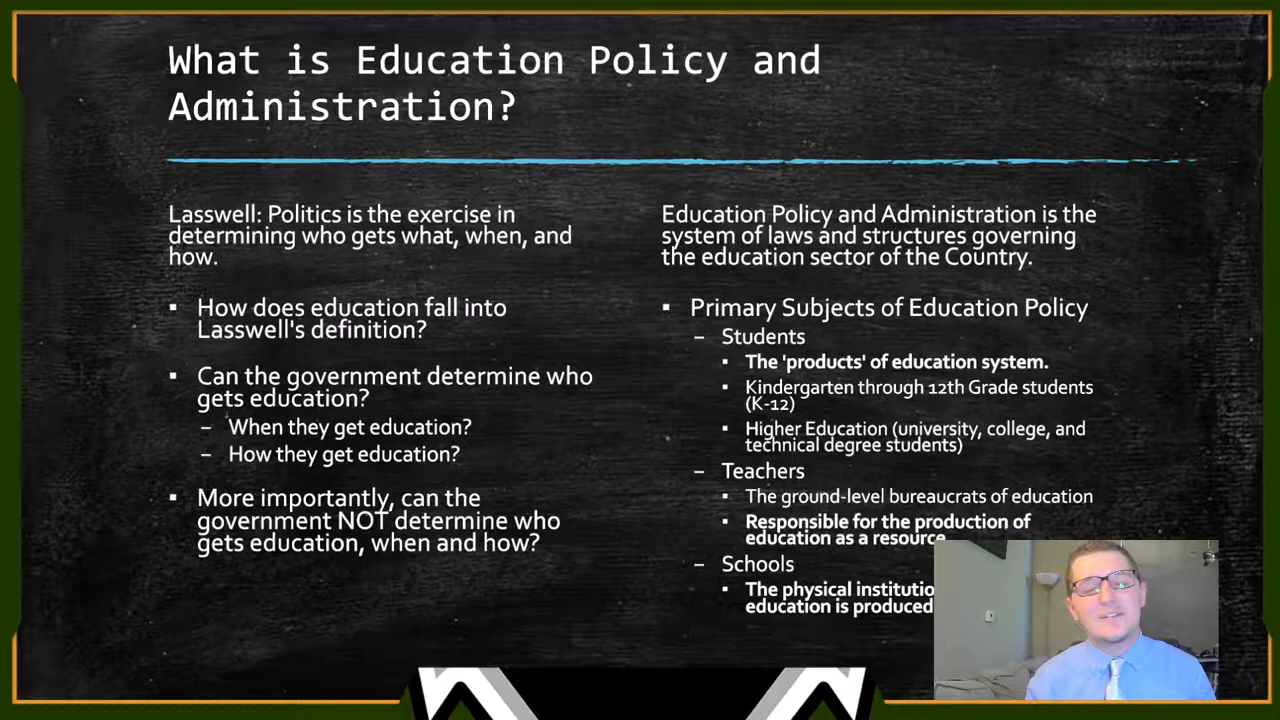 What is Education Policy and
Administration?
Lasswell: Politics is the exercise in
determining who gets what, when, and
how.
▪ How does education fall into
Lasswell's definition?
▪ Can the government determine who
gets education?
– When they get education?
– How they get education?
▪ More importantly, can the
government NOT determine who
gets education, when and how?
Education Policy and Administration is the
system of laws and structures governing
the education sector of the Country.
▪ Primary Subjects of Education Policy
– Students
▪ The 'products' of education system.
▪ Kindergarten through 12th Grade students
(K-12)
▪ Higher Education (university, college, and
technical degree students)
– Teachers
▪ The ground-level bureaucrats of education
▪ Responsible for the production of
education as a resource
– Schools
▪ The physical
education is produced